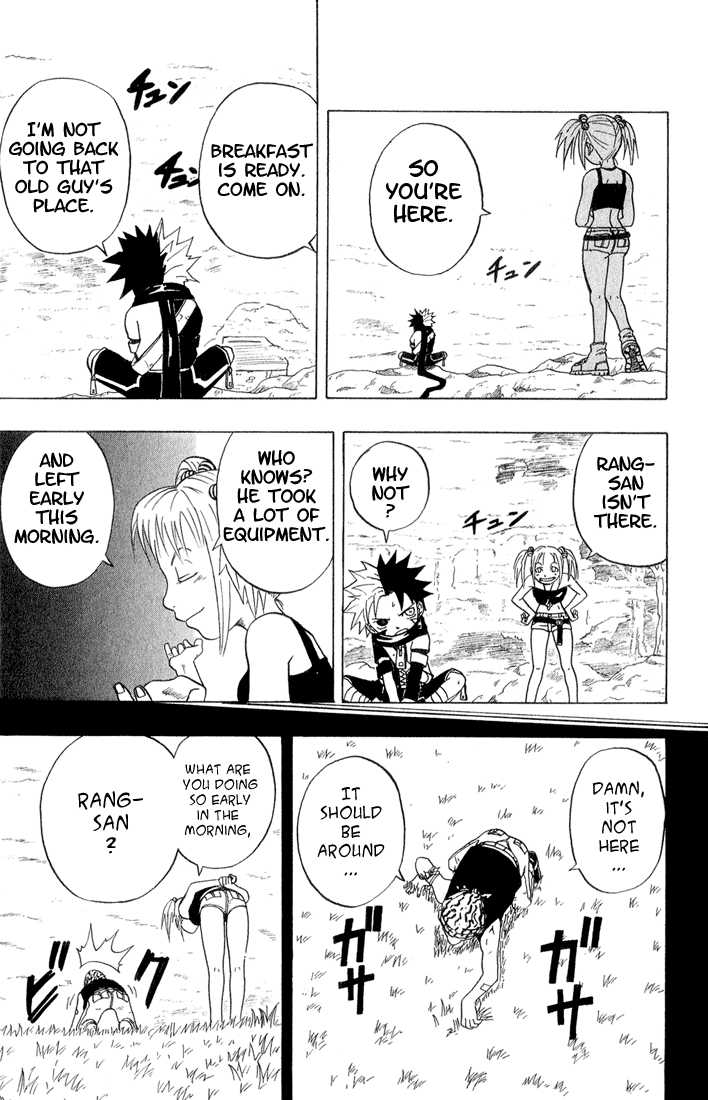 SO
YOU'RE
HERE.
チュン
BREAKFAST
IS READY.
COME ON.
チュン
チュン
I'M NOT
GOING BACK
TO THAT
OLD GUY'S
PLACE.
RANG-
SAN
ISN'T
THERE.
チュン
WHY
NOT
?
WHO
KNOWS?
HE TOOK
A LOT OF
EQUIPMENT.
AND
LEFT
EARLY
THIS
MORNING.
DAMN,
IT'S
NOT
HERE
...
ガサ
IT
SHOULD
BE
AROUND
...
ガサ
WHAT ARE
YOU DOING
SO EARLY
IN THE
MORNING,
RANG-
SAN
?
ビク